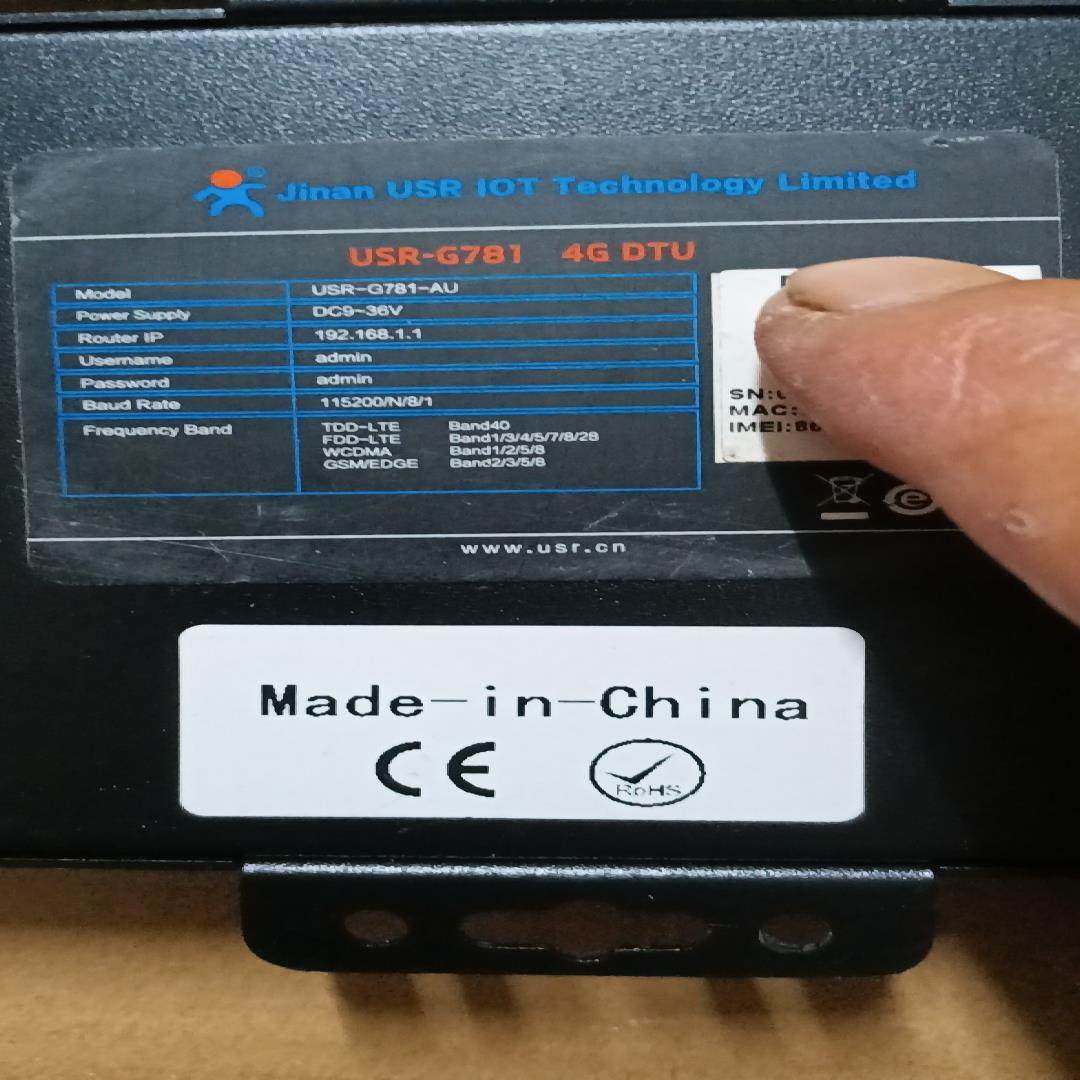 Jinan USR IOT Technology Limited
USR-G781 4G DTU
Model USR-G781-AU
Power Supply DC9~36V
Router IP 192.168.1.1
Username admin
Password admin
Baud Rate 115200/N/8/1
Frequency Band TDD-LTE Band40
FDD-LTE Band1/3/4/5/7/8/28
WCDMA Band1/2/5/8
GSM/EDGE Band2/3/5/8
SN:
MAC:
IMEI:86
www.usr.cn
Made-in-China
CE RoHS